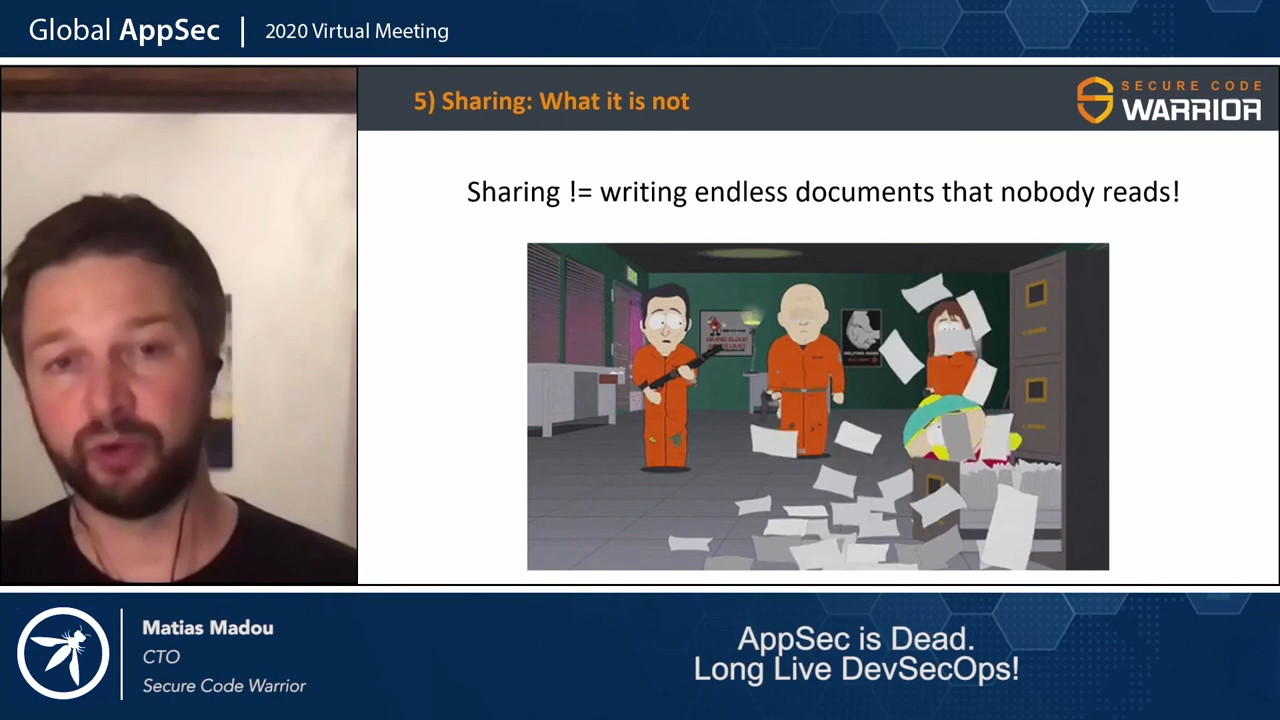 Global AppSec | 2020 Virtual Meeting
5) Sharing: What it is not
SECURE CODE
WARRIOR
Sharing != writing endless documents that nobody reads!
Matias Madou
CTO
Secure Code Warrior
AppSec is Dead.
Long Live DevSecOps!